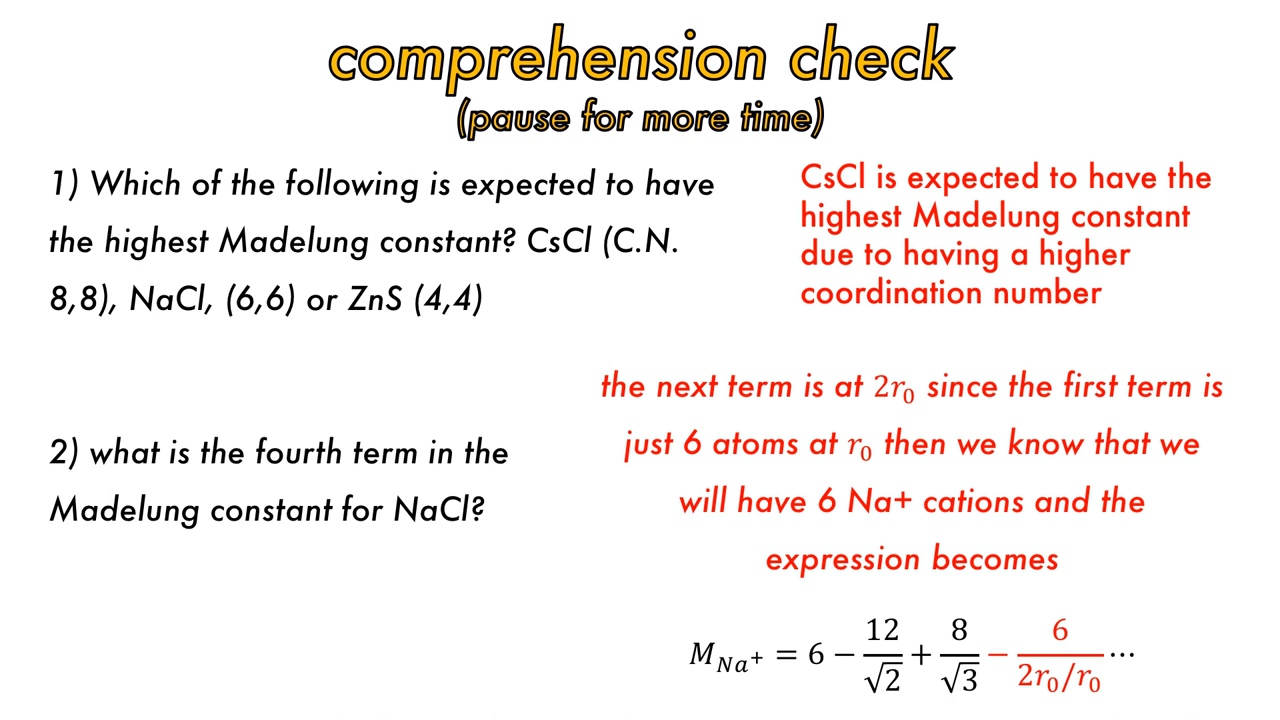 comprehension check
(pause for more time)
1) Which of the following is expected to have
the highest Madelung constant? CsCl (C.N.
8,8), NaCl, (6,6) or ZnS (4,4)
CsCl is expected to have the
highest Madelung constant
due to having a higher
coordination number
2) what is the fourth term in the
Madelung constant for NaCl?
the next term is at 2r₀ since the first term is
just 6 atoms at r₀ then we know that we
will have 6 Na+ cations and the
expression becomes
M_{Na⁺} = 6 − 12/√2 + 8/√3 − 6/(2r₀/r₀) ⋯